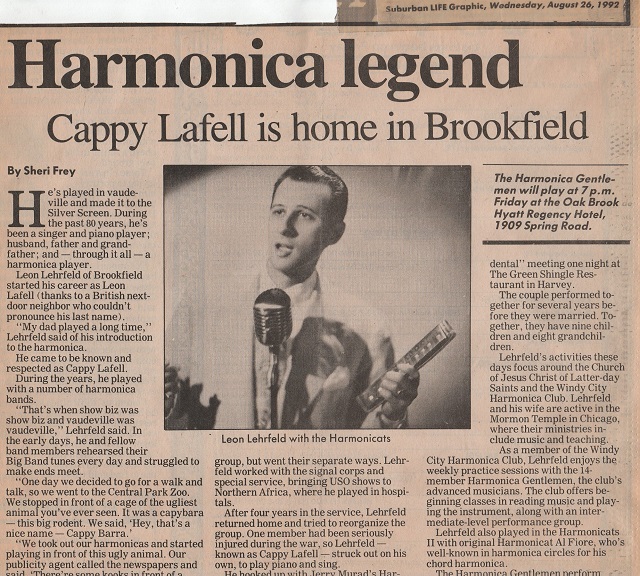 Suburban LIFE Graphic, Wednesday, August 26, 1992
Harmonica legend
Cappy Lafell is home in Brookfield
By Sheri Frey
He's played in vaude-
ville and made it to the
Silver Screen. During
the past 80 years, he's
been a singer and piano player;
husband, father and grand-
father; and — through it all — a
harmonica player.
Leon Lehrfeld of Brookfield
started his career as Leon
Lafell (thanks to a British next-
door neighbor who couldn't
pronounce his last name).
"My dad played a long time,"
Lehrfeld said of his introduction
to the harmonica.
He came to be known and
respected as Cappy Lafell.
During the years, he played
with a number of harmonica
bands.
"That's when show biz was
show biz and vaudeville was
vaudeville," Lehrfeld said. In
the early days, he and fellow
band members rehearsed their
Big Band tunes every day and struggled to
make ends meet.
"One day we decided to go for a walk and
talk, so we went to the Central Park Zoo.
We stopped in front of a cage of the ugliest
animal you've ever seen. It was a capybara
— this big rodent. We said, 'Hey, that's a
nice name — Cappy Barra.'
"We took out our harmonicas and started
playing in front of this ugly animal. Our
publicity agent called the newspapers and
said, 'There's some kooks in front of a
Leon Lehrfeld with the Harmonicats
group, but went their separate ways. Lehr-
feld worked with the signal corps and
special service, bringing USO shows to
Northern Africa, where he played in hospi-
tals.
After four years in the service, Lehrfeld
returned home and tried to reorganize the
group. One member had been seriously
injured during the war, so Lehrfeld —
known as Cappy Lafell — struck out on his
own, to play piano and sing.
He hooked up with Jerry Murad's Har-
The Harmonica Gentle-
men will play at 7 p.m.
Friday at the Oak Brook
Hyatt Regency Hotel,
1909 Spring Road.
dental" meeting one night at
The Green Shingle Res-
taurant in Harvey.
The couple performed to-
gether for several years be-
fore they were married. To-
gether, they have nine chil-
dren and eight grandchil-
dren.
Lehrfeld's activities these
days focus around the Church
of Jesus Christ of Latter-day
Saints and the Windy City
Harmonica Club. Lehrfeld
and his wife are active in the
Mormon Temple in Chicago,
where their ministries in-
clude music and teaching.
As a member of the Windy
City Harmonica Club, Lehrfeld enjoys the
weekly practice sessions with the 14-
member Harmonica Gentlemen, the club's
advanced musicians. The club offers be-
ginning classes in reading music and play-
ing the instrument, along with an inter-
mediate-level performance group.
Lehrfeld also played in the Harmonicats
II with original Harmonicat Al Fiore, who's
well-known in harmonica circles for his
chord harmonica.
The Harmonica Gentlemen perform